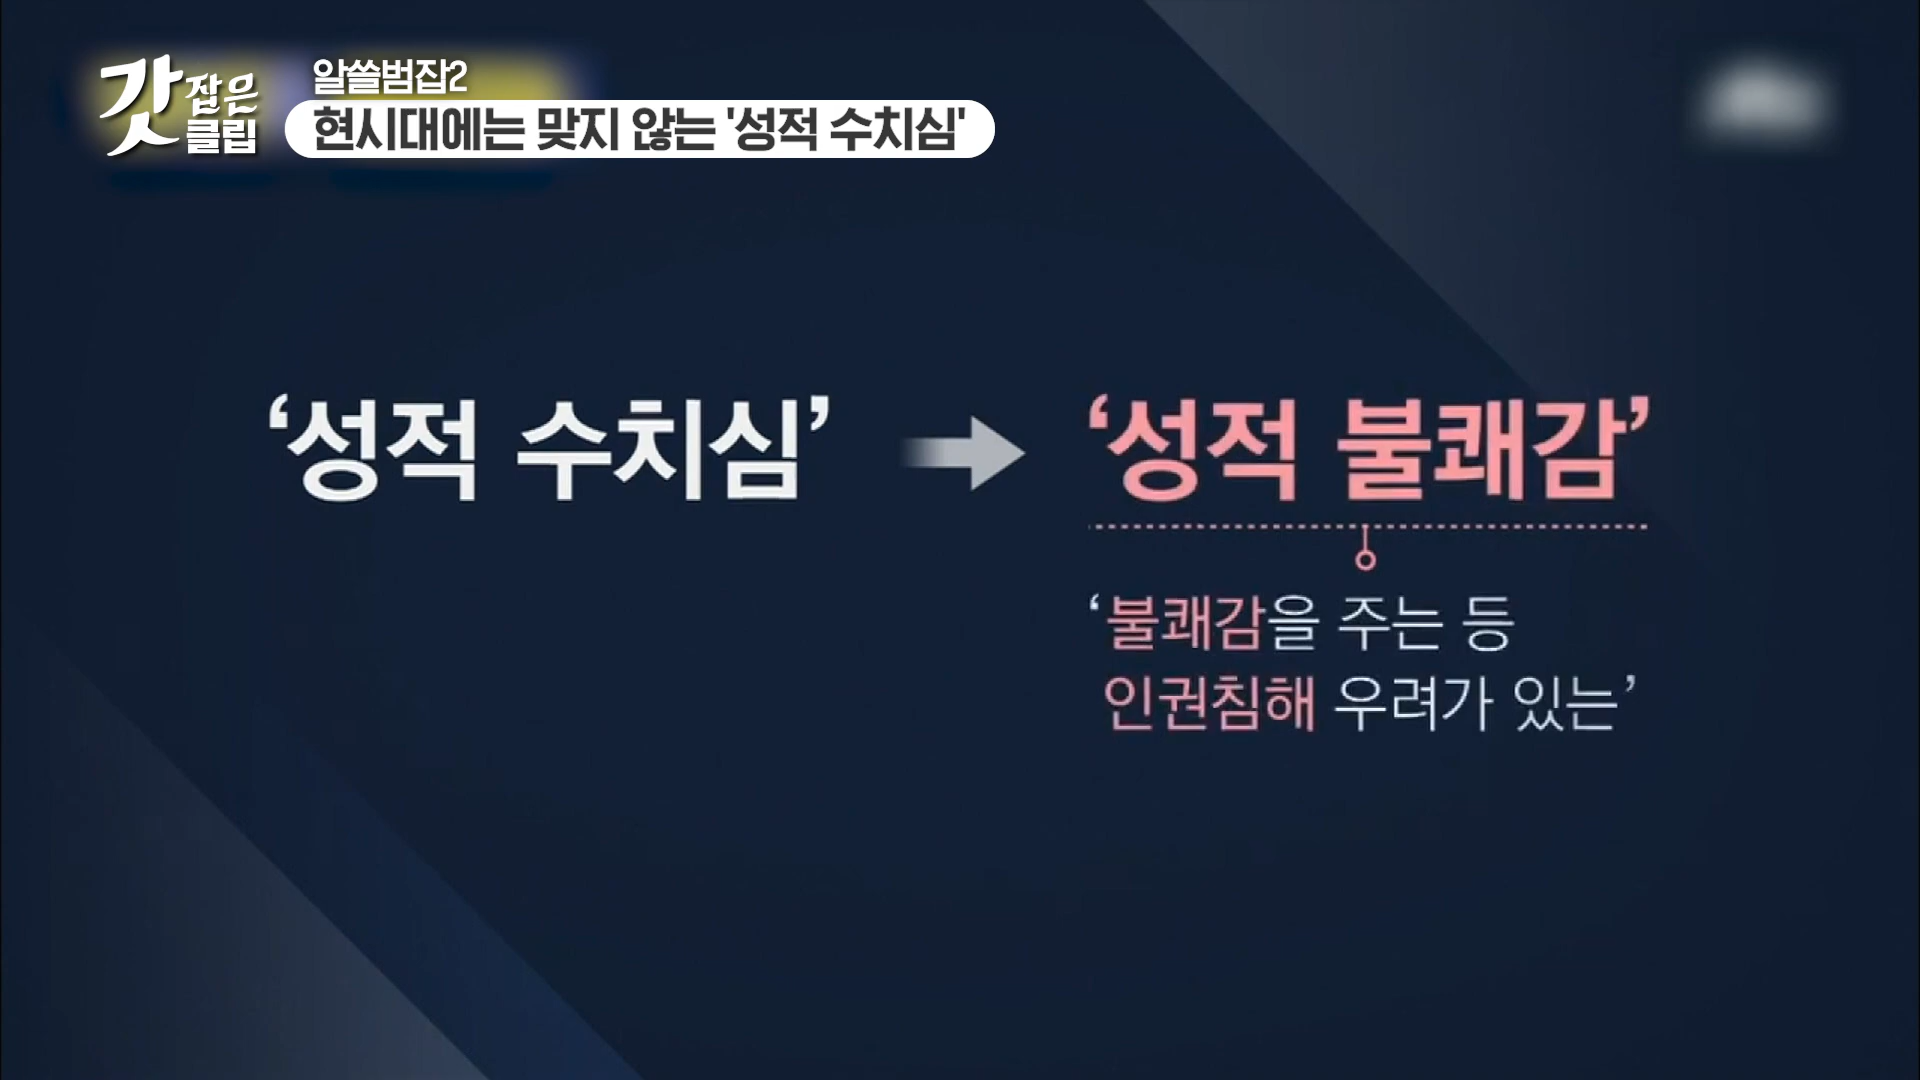 갓 잡은 클립
알쓸범잡2
현시대에는 맞지 않는 '성적 수치심'
‘성적 수치심’
‘성적 불쾌감’
‘불쾌감을 주는 등
인권침해 우려가 있는’